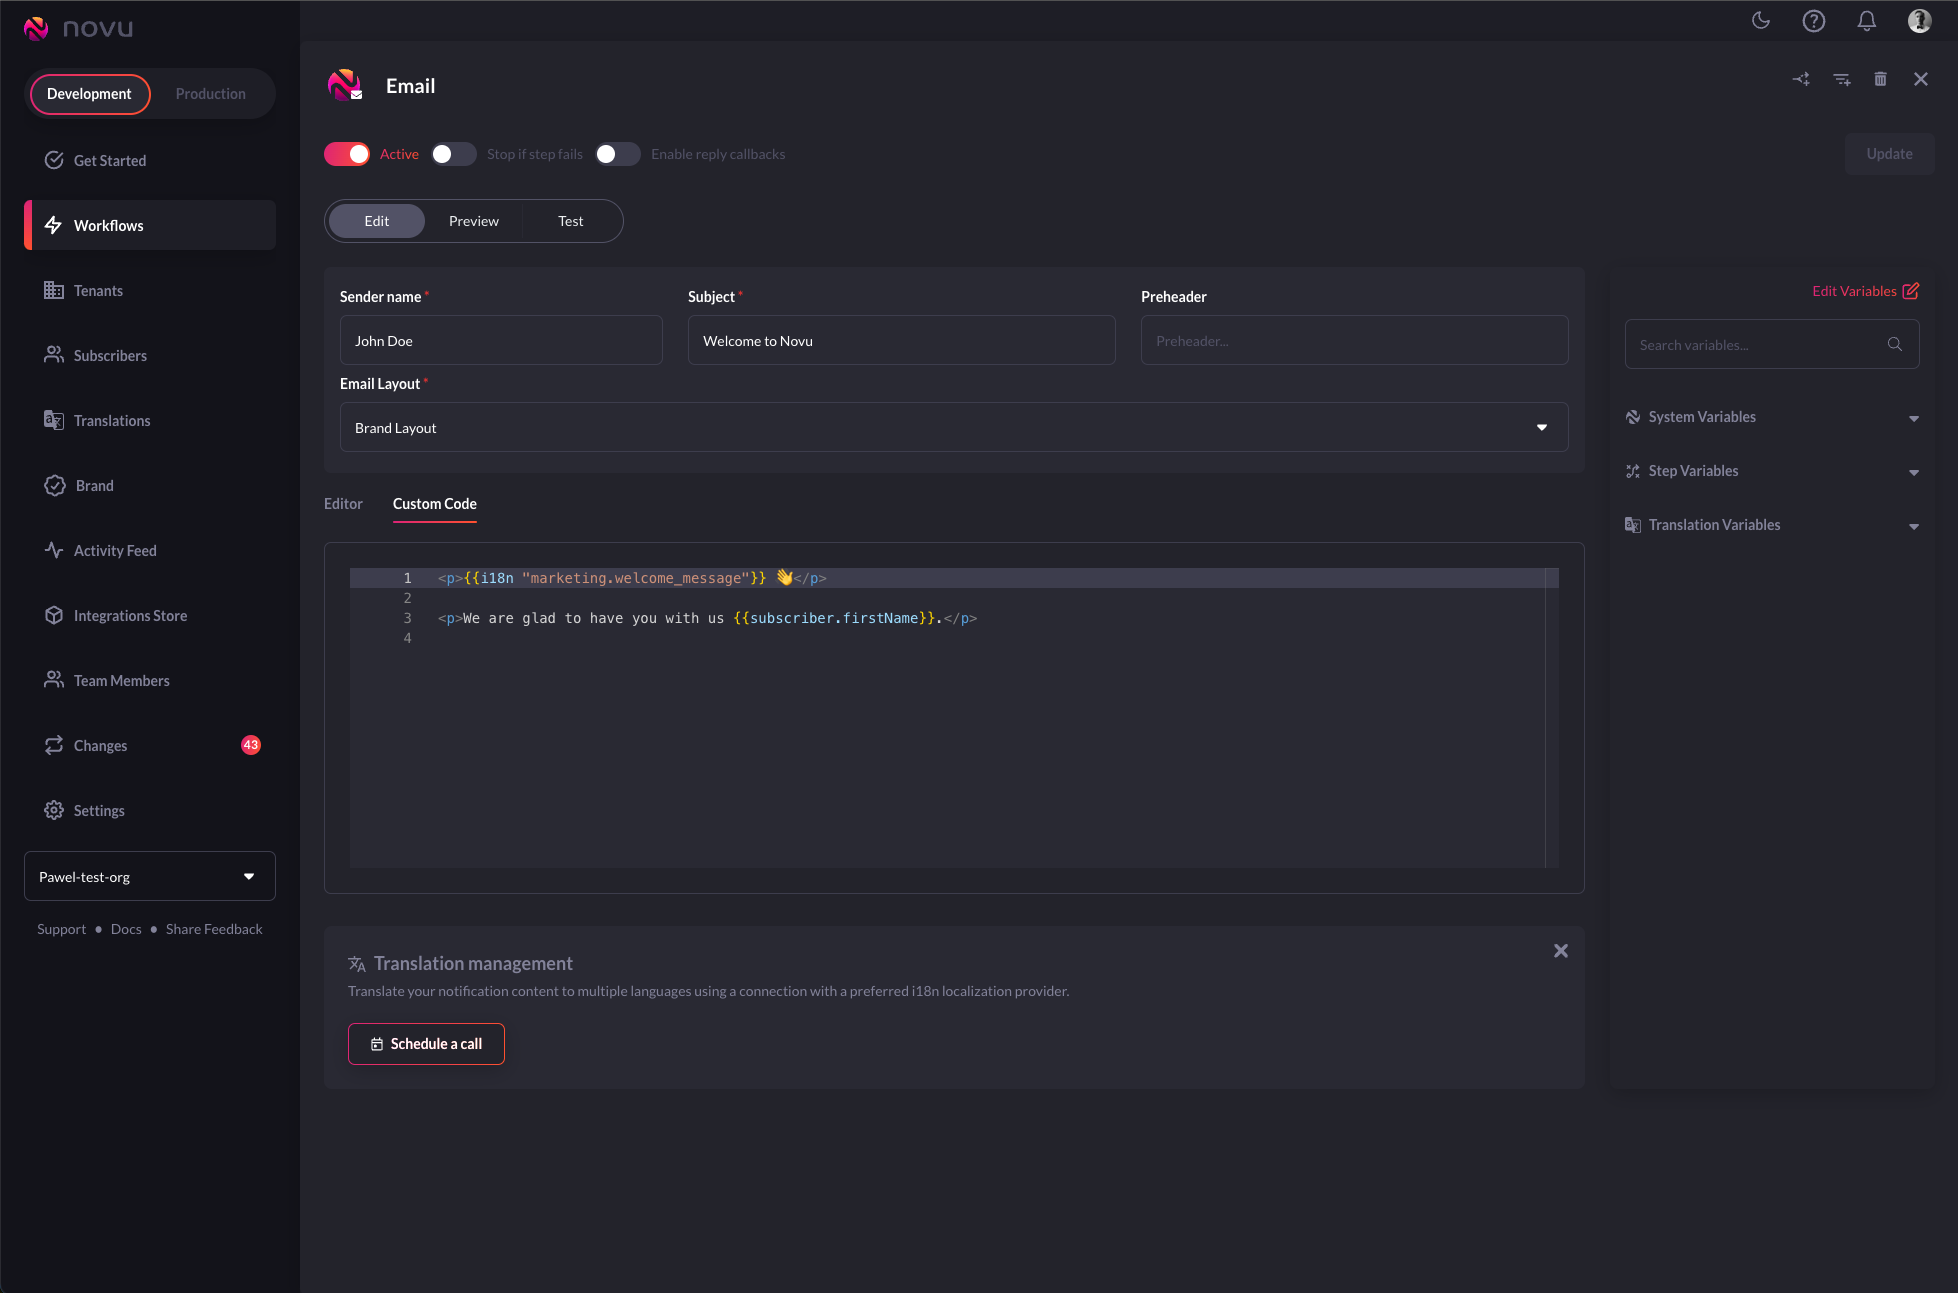 novu
Development Production
Get Started
Workflows
Tenants
Subscribers
Translations
Brand
Activity Feed
Integrations Store
Team Members
Changes 43
Settings
Pawel-test-org
Support • Docs • Share Feedback
Email
Active Stop if step fails Enable reply callbacks
Update
Edit Preview Test
Sender name * Subject * Preheader
John Doe Welcome to Novu Preheader...
Email Layout *
Brand Layout
Editor Custom Code
1 <p>{{i18n "marketing.welcome_message"}} 👋</p>
2
3 <p>We are glad to have you with us {{subscriber.firstName}}.</p>
4
Translation management
Translate your notification content to multiple languages using a connection with a preferred i18n localization provider.
Schedule a call
Edit Variables
Search variables...
System Variables
Step Variables
Translation Variables